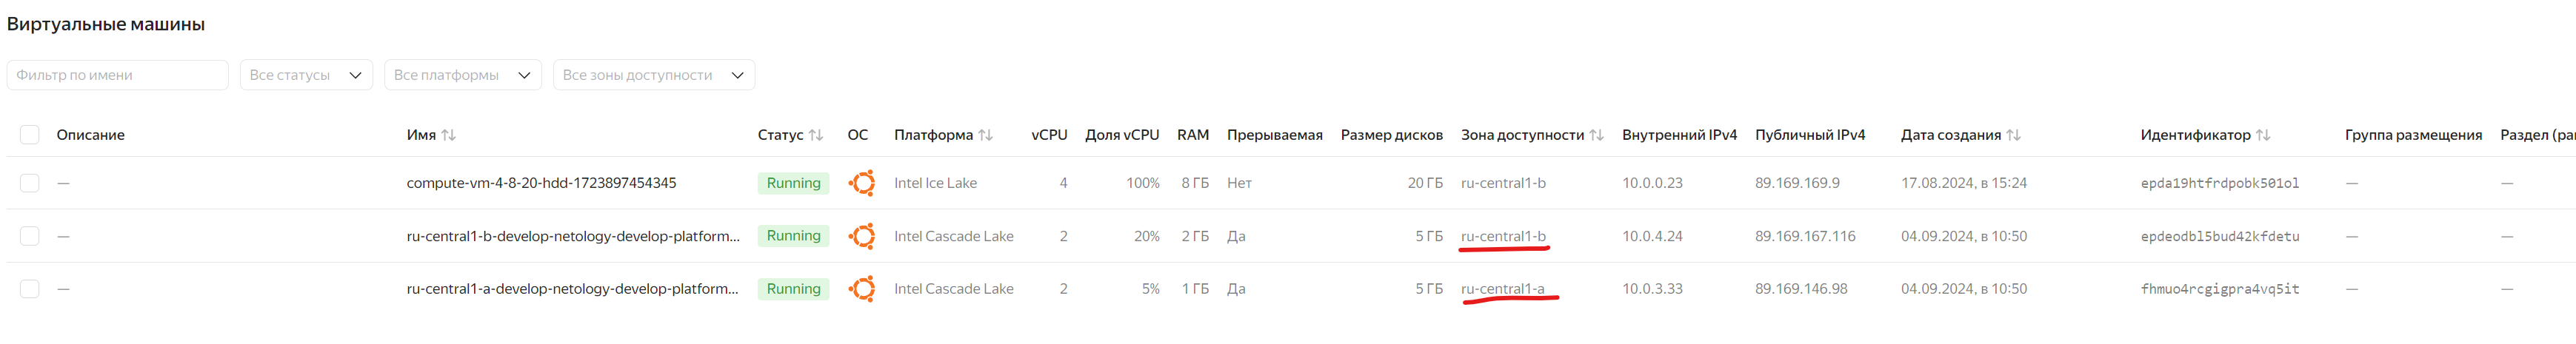 Виртуальные машины
Фильтр по имени Все статусы Все платформы Все зоны доступности
Описание Имя Статус ОС Платформа vCPU Доля vCPU RAM Прерываемая Размер дисков Зона доступности Внутренний IPv4 Публичный IPv4 Дата создания Идентификатор Группа размещения Раздел (ра
— compute-vm-4-8-20-hdd-1723897454345 Running Intel Ice Lake 4 100% 8 ГБ Нет 20 ГБ ru-central1-b 10.0.0.23 89.169.169.9 17.08.2024, в 15:24 epda19htfrdpobk501ol — —
— ru-central1-b-develop-netology-develop-platform... Running Intel Cascade Lake 2 20% 2 ГБ Да 5 ГБ ru-central1-b 10.0.4.24 89.169.167.116 04.09.2024, в 10:50 epdeodbl5bud42kfdetu — —
— ru-central1-a-develop-netology-develop-platform... Running Intel Cascade Lake 2 5% 1 ГБ Да 5 ГБ ru-central1-a 10.0.3.33 89.169.146.98 04.09.2024, в 10:50 fhmuo4rcgigpra4vq5it — —